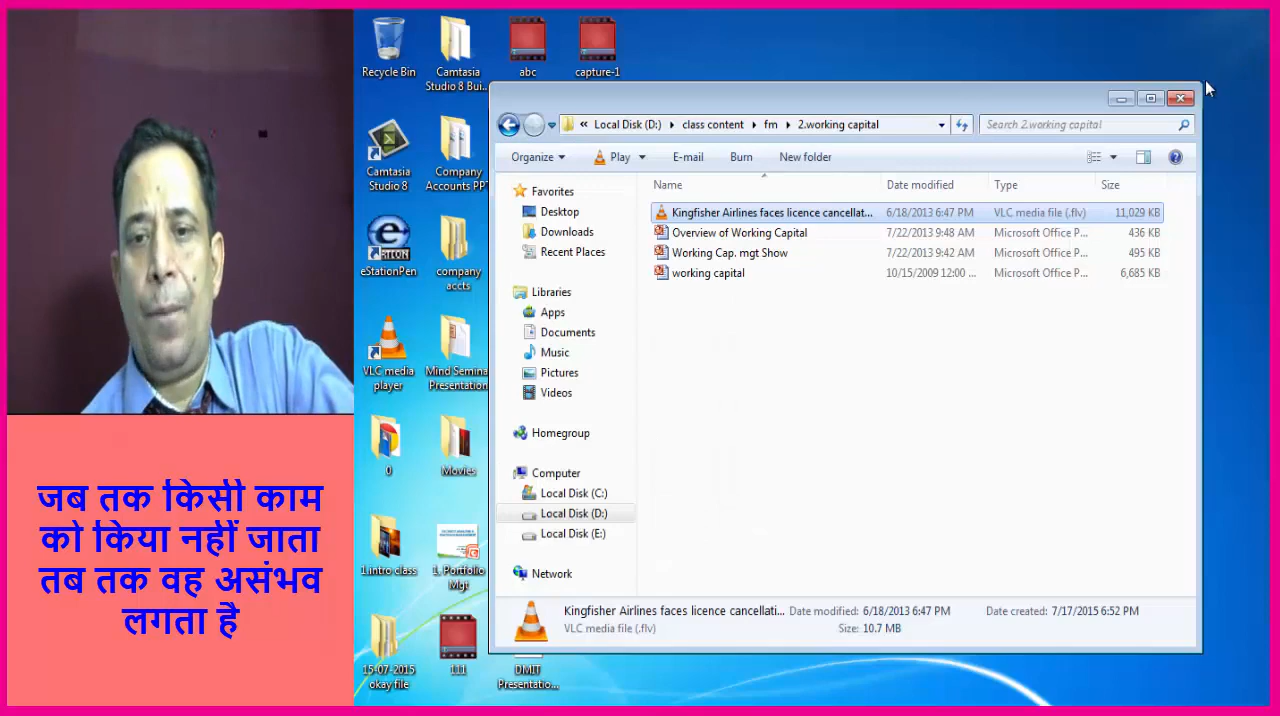 Recycle Bin
Camtasia
Studio 8 Bui...
abc
capture-1
Camtasia
Studio 8
Company
Accounts PPT
eStationPen
company
accts
VLC media
player
Mind Semina
Presentation
0
Movies
1.intro class
1. Portfolio
Mgt
15-07-2015
okay file
111
DMIT
Presentatio...
« Local Disk (D:) ▸ class content ▸ fm ▸ 2.working capital
Search 2.working capital
Organize Play E-mail Burn New folder
Name Date modified Type Size
Kingfisher Airlines faces licence cancellat... 6/18/2013 6:47 PM VLC media file (.flv) 11,029 KB
Overview of Working Capital 7/22/2013 9:48 AM Microsoft Office P... 436 KB
Working Cap. mgt Show 7/22/2013 9:42 AM Microsoft Office P... 495 KB
working capital 10/15/2009 12:00 ... Microsoft Office P... 6,685 KB
Favorites
Desktop
Downloads
Recent Places
Libraries
Apps
Documents
Music
Pictures
Videos
Homegroup
Computer
Local Disk (C:)
Local Disk (D:)
Local Disk (E:)
Network
Kingfisher Airlines faces licence cancellati... Date modified: 6/18/2013 6:47 PM Date created: 7/17/2015 6:52 PM
VLC media file (.flv) Size: 10.7 MB
जब तक किसी काम
को किया नहीं जाता
तब तक वह असंभव
लगता है